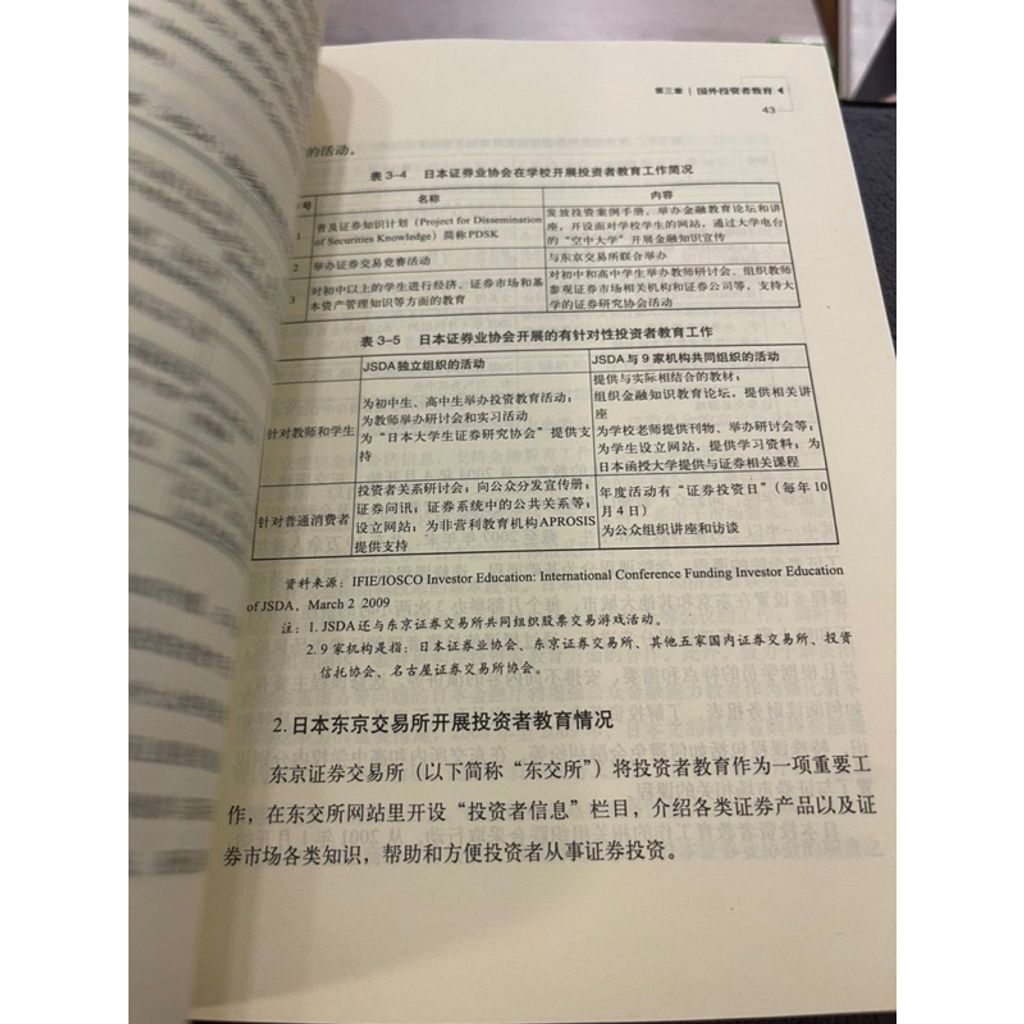 第三章 | 国外投资者教育
43
的活动。
表 3-4 日本证券业协会在学校开展投资者教育工作简况
号 名称 内容
1 普及证券知识计划（Project for Dissemination of Securities Knowledge）简称 PDSK
发放投资案例手册，举办金融教育论坛和讲
座，开设面对学校学生的网站，通过大学电台
的“空中大学”开展金融知识宣传
2 举办证券交易竞赛活动 与东京交易所联合举办
3 对初中以上的学生进行经济、证券市场和基
本资产管理知识等方面的教育
对初中和高中学生举办教师研讨会、组织教师
参观证券市场相关机构和证券公司等，支持大
学的证券研究协会活动
表 3-5 日本证券业协会开展的有针对性投资者教育工作
JSDA 独立组织的活动 JSDA 与 9 家机构共同组织的活动
针对教师和学生
为初中生、高中生举办投资教育活动；
为教师举办研讨会和实习活动
为“日本大学生证券研究协会”提供支
持
提供与实际相结合的教材；
组织金融知识教育论坛，提供相关讲
座
为学校老师提供刊物、举办研讨会等；
为学生设立网站，提供学习资料；为
日本函授大学提供与证券相关课程
针对普通消费者
投资者关系研讨会；向公众分发宣传册；
证券问讯；证券系统中的公共关系等；
设立网站；为非营利教育机构 APROSIS
提供支持
年度活动有“证券投资日”（每年 10
月 4 日）
为公众组织讲座和访谈
资料来源：IFIE/IOSCO Investor Education: International Conference Funding Investor Education
of JSDA，March 2 2009
注：1. JSDA 还与东京证券交易所共同组织股票交易游戏活动。
2. 9 家机构是指：日本证券业协会、东京证券交易所、其他五家国内证券交易所、投资
信托协会、名古屋证券交易所协会。
2. 日本东京交易所开展投资者教育情况
东京证券交易所（以下简称“东交所”）将投资者教育作为一项重要工
作，在东交所网站里开设“投资者信息”栏目，介绍各类证券产品以及证
券市场各类知识，帮助和方便投资者从事证券投资。